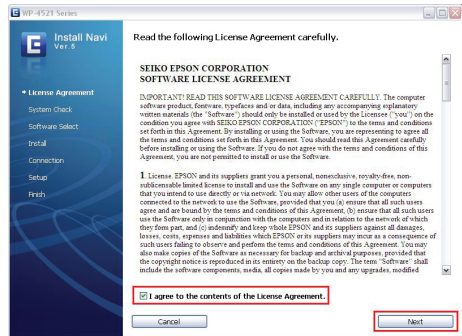 WP-4521 Series
E
Install Navi
Ver.5
License Agreement
System Check
Software Select
Install
Connection
Setup
Finish
Read the following License Agreement carefully.
SEIKO EPSON CORPORATION
SOFTWARE LICENSE AGREEMENT
IMPORTANT! READ THIS SOFTWARE LICENSE AGREEMENT CAREFULLY. The computer
software product, fontware, typefaces and or data, including any accompanying explanatory
written materials (the "Software") should only be installed or used by the Licensee ("you") on the
condition you agree with SEIKO EPSON CORPORATION ("EPSON") to the terms and conditions
set forth in this Agreement. By installing or using the Software, you are representing to agree all
the terms and conditions set forth in this Agreement. You should read this Agreement carefully
before installing or using the Software. If you do not agree with the terms and conditions of this
Agreement, you are not permitted to install or use the Software.
1. License. EPSON and its suppliers grant you a personal, nonexclusive, royalty-free, non-
sublicensable limited license to install and use the Software on any single computer or computers
that you intend to use directly or via network. You may allow other users of the computers
connected to the network to use the Software, provided that you (a) ensure that all such users
agree and are bound by the terms and conditions of this Agreement, (b) ensure that all such users
use the Software only in conjunction with the computers and in relation to the network of which
they form part, and (c) indemnify and keep whole EPSON and its suppliers against all damages,
losses, costs, expenses and liabilities which EPSON or its suppliers may incur as a consequence of
such users failing to observe and perform the terms and conditions of this Agreement. You may
also make copies of the Software as necessary for backup and archival purposes, provided that
the copyright notice is reproduced in its entirety on the backup copy. The term "Software" shall
include the software components, media, all copies made by you and any upgrades, modified
I agree to the contents of the License Agreement.
Cancel
Next